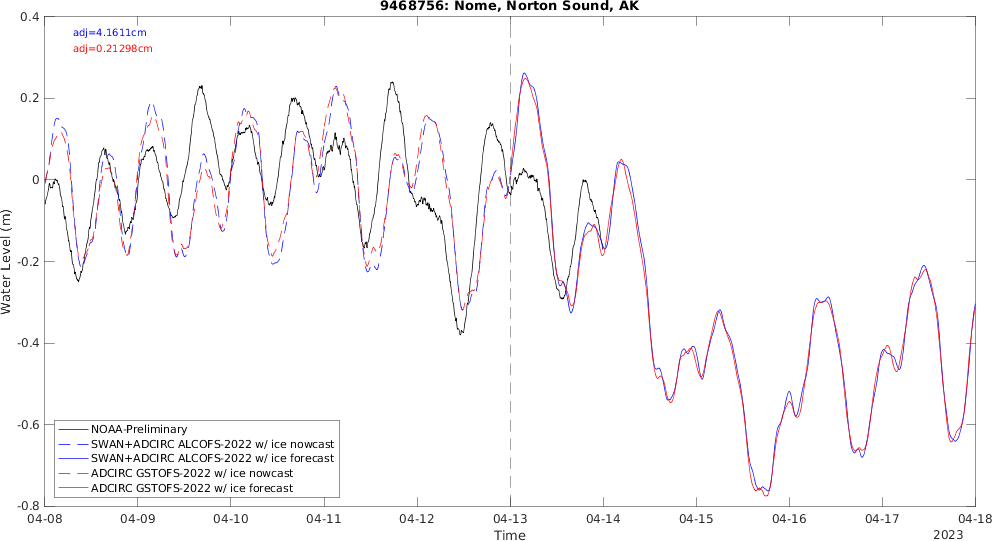 9468756: Nome, Norton Sound, AK
adj=4.1611cm
adj=0.21298cm
Water Level (m)
0.4
0.2
0
-0.2
-0.4
-0.6
-0.8
NOAA-Preliminary
SWAN+ADCIRC ALCOFS-2022 w/ ice nowcast
SWAN+ADCIRC ALCOFS-2022 w/ ice forecast
ADCIRC GSTOFS-2022 w/ ice nowcast
ADCIRC GSTOFS-2022 w/ ice forecast
04-08 04-09 04-10 04-11 04-12 04-13 04-14 04-15 04-16 04-17 04-18
Time
2023